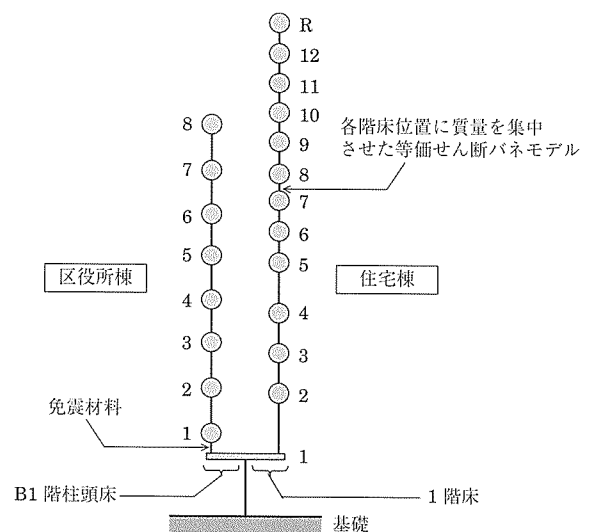 R
12
11
10
9
8
7
6
5
4
3
2
1
8
7
6
5
4
3
2
1
各階床位置に質量を集中
させた等価せん断バネモデル
区役所棟
住宅棟
免震材料
B1 階柱頭床
1 階床
基礎